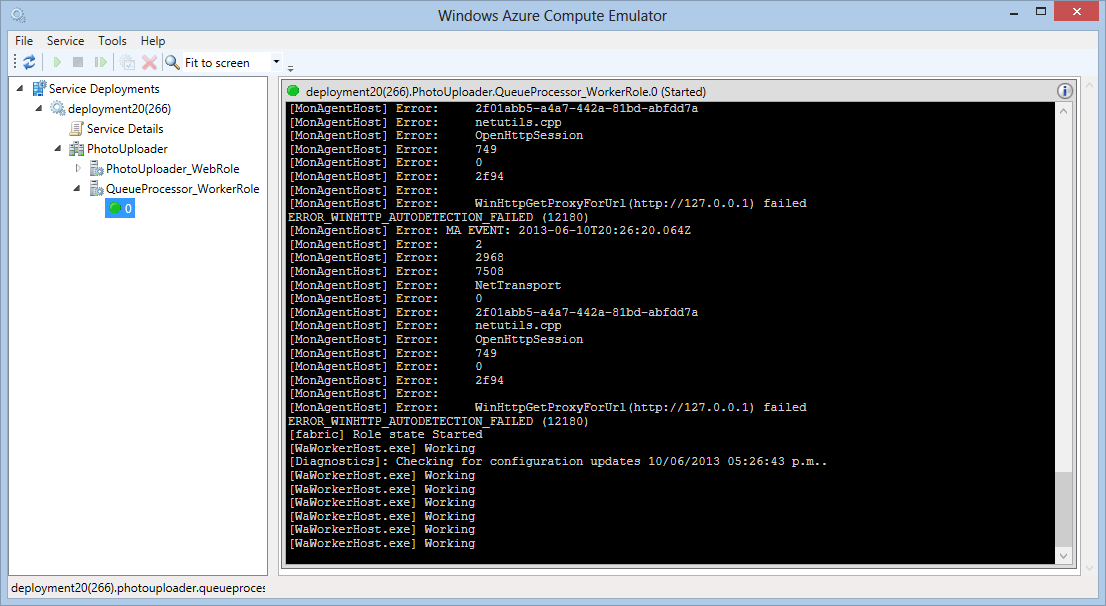 Windows Azure Compute Emulator
File Service Tools Help
Fit to screen
Service Deployments
deployment20(266)
Service Details
PhotoUploader
PhotoUploader_WebRole
QueueProcessor_WorkerRole
0
deployment20(266).PhotoUploader.QueueProcessor_WorkerRole.0 (Started)
[MonAgentHost] Error: 2f01abb5-a4a7-442a-81bd-abfdd7a
[MonAgentHost] Error: netutils.cpp
[MonAgentHost] Error: OpenHttpSession
[MonAgentHost] Error: 749
[MonAgentHost] Error: 0
[MonAgentHost] Error: 2f94
[MonAgentHost] Error:
[MonAgentHost] Error: WinHttpGetProxyForUrl(http://127.0.0.1) failed
ERROR_WINHTTP_AUTODETECTION_FAILED (12180)
[MonAgentHost] Error: MA EVENT: 2013-06-10T20:26:20.064Z
[MonAgentHost] Error: 2
[MonAgentHost] Error: 2968
[MonAgentHost] Error: 7508
[MonAgentHost] Error: NetTransport
[MonAgentHost] Error: 0
[MonAgentHost] Error: 2f01abb5-a4a7-442a-81bd-abfdd7a
[MonAgentHost] Error: netutils.cpp
[MonAgentHost] Error: OpenHttpSession
[MonAgentHost] Error: 749
[MonAgentHost] Error: 0
[MonAgentHost] Error: 2f94
[MonAgentHost] Error:
[MonAgentHost] Error: WinHttpGetProxyForUrl(http://127.0.0.1) failed
ERROR_WINHTTP_AUTODETECTION_FAILED (12180)
[fabric] Role state Started
[WaWorkerHost.exe] Working
[Diagnostics]: Checking for configuration updates 10/06/2013 05:26:43 p.m..
[WaWorkerHost.exe] Working
[WaWorkerHost.exe] Working
[WaWorkerHost.exe] Working
[WaWorkerHost.exe] Working
[WaWorkerHost.exe] Working
[WaWorkerHost.exe] Working
deployment20(266).photouploader.queueproces